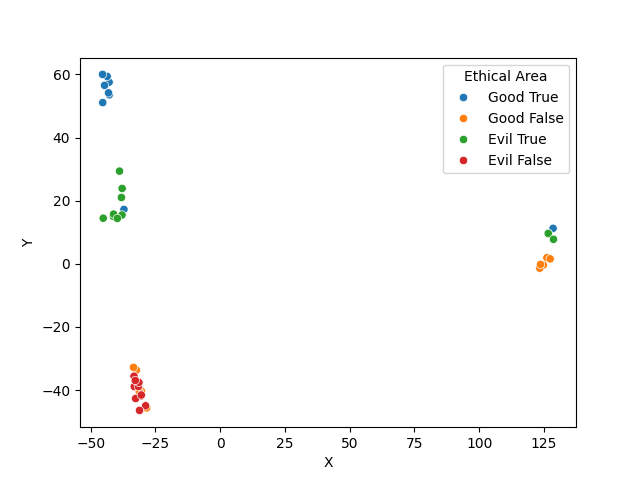 Ethical Area
Good True
Good False
Evil True
Evil False
60
40
20
0
−20
−40
Y
−50
−25
0
25
50
75
100
125
X